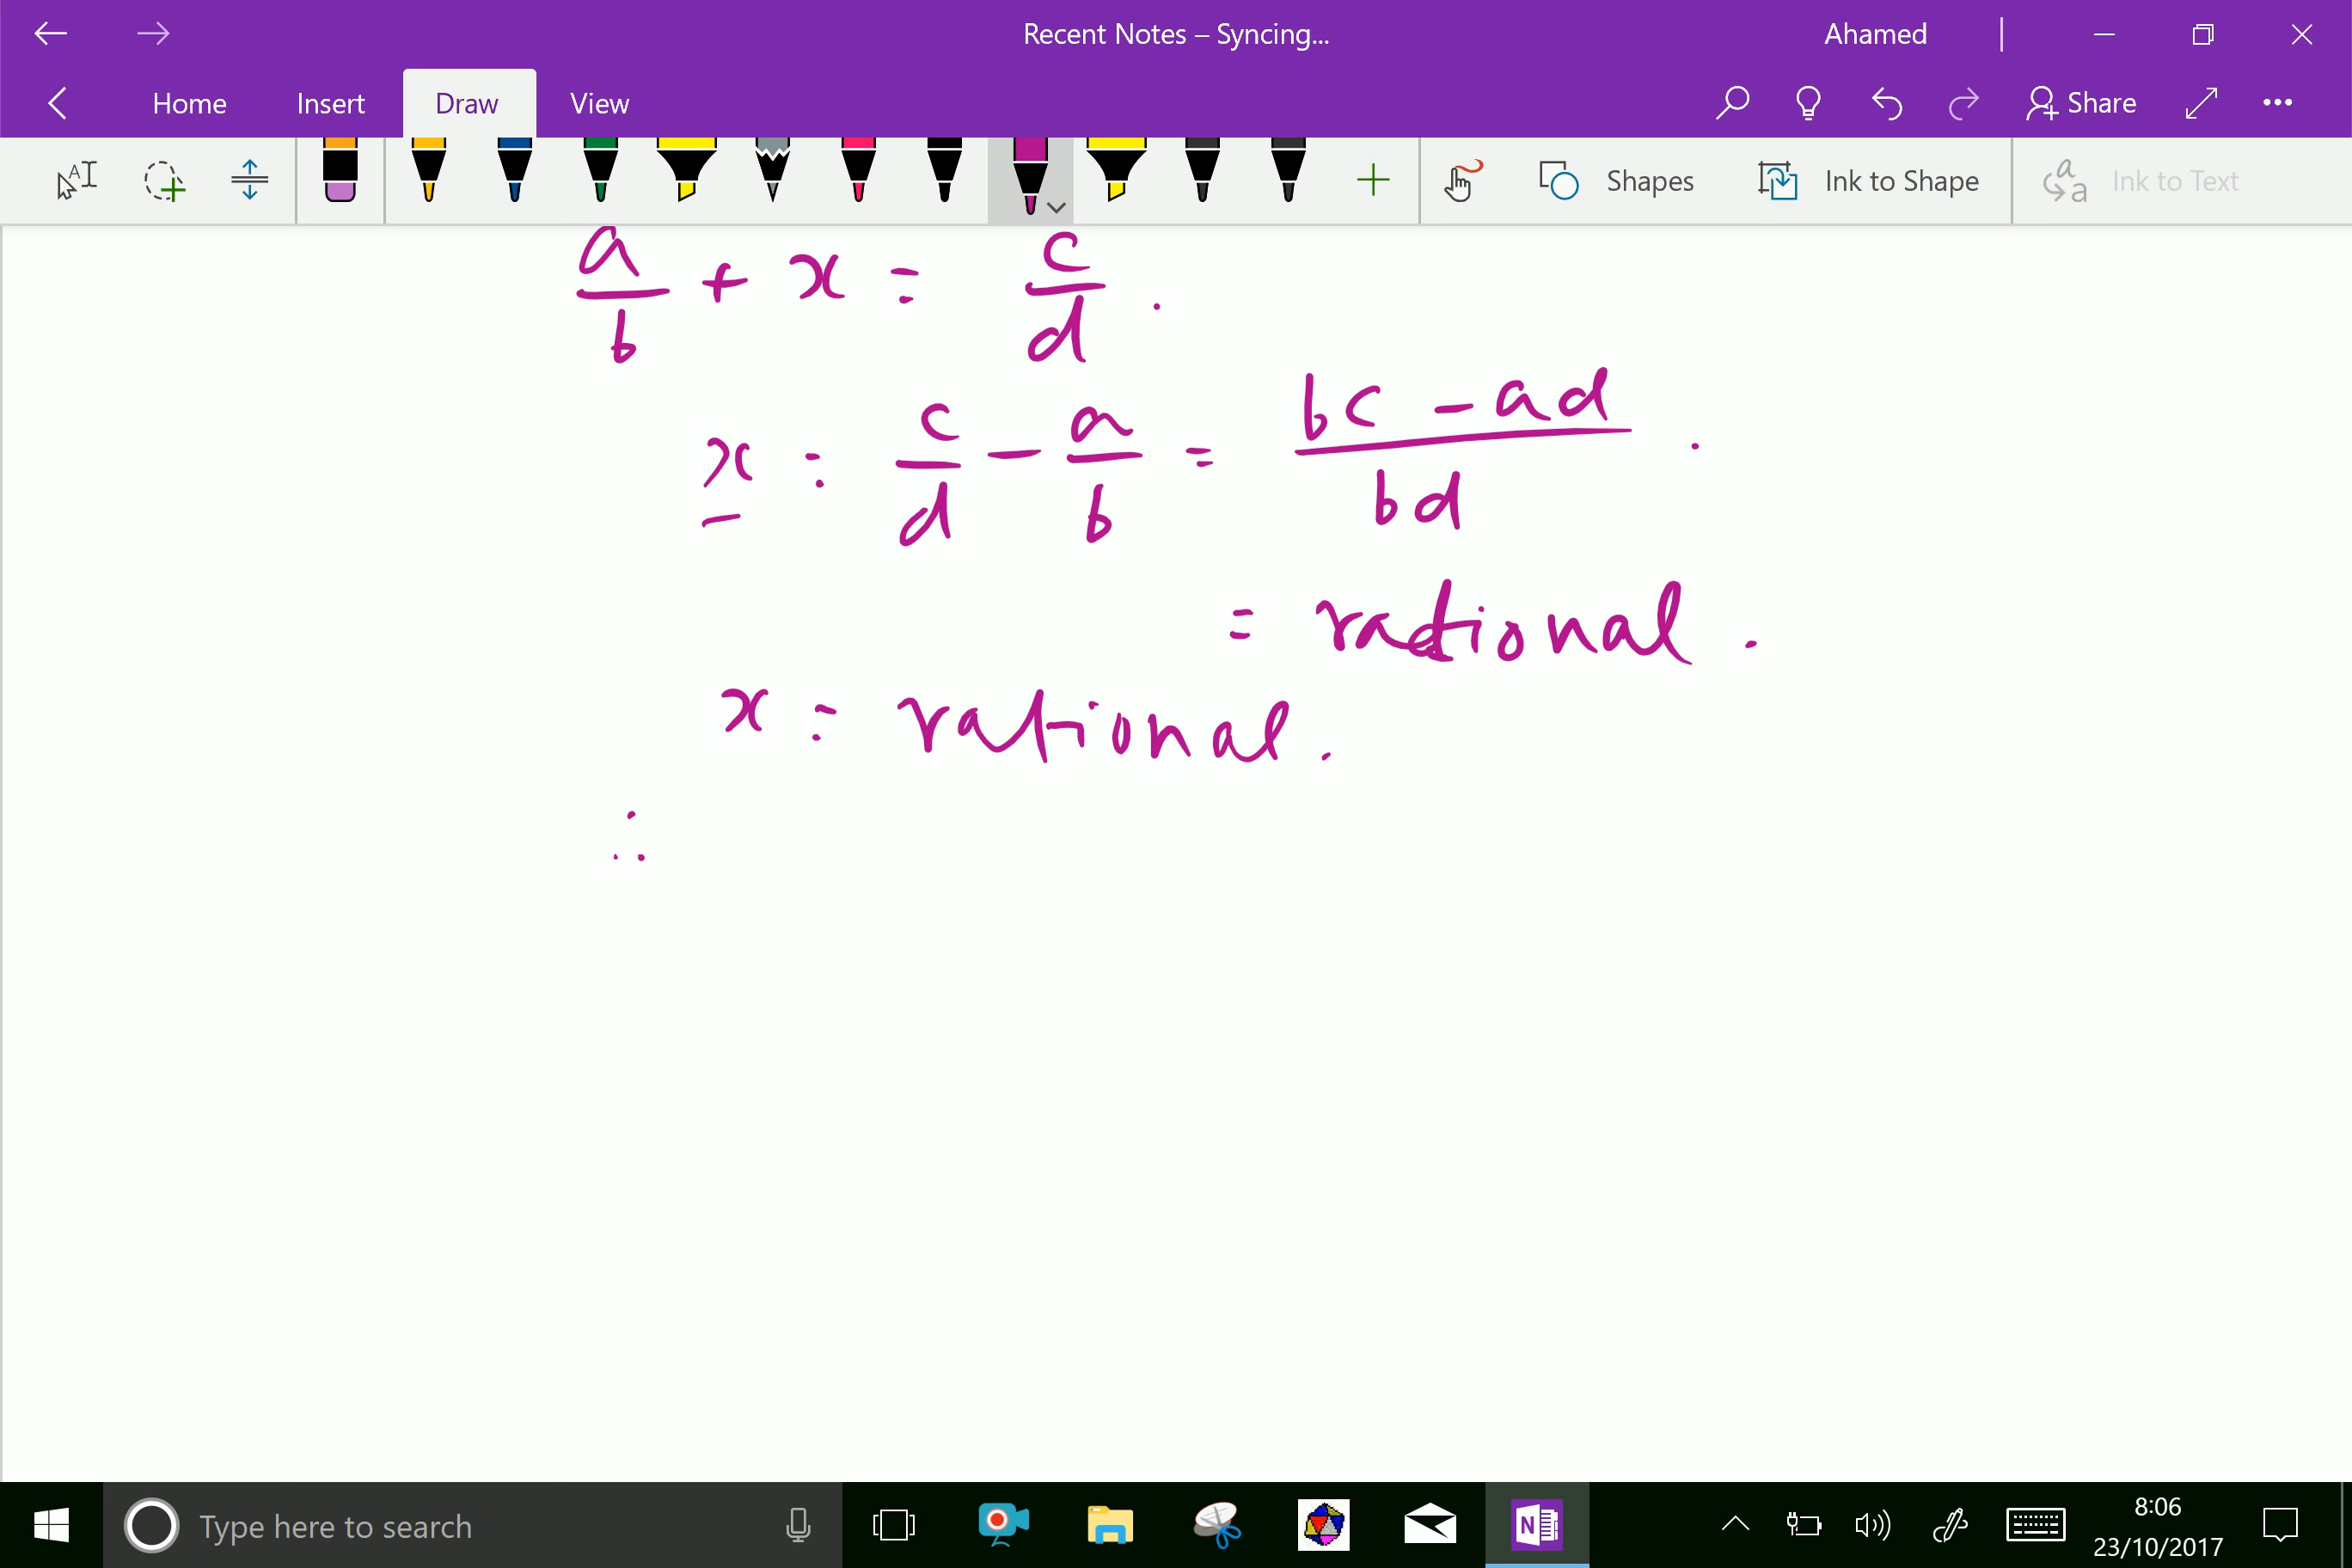 Recent Notes – Syncing...
Ahamed
Home Insert Draw View Share
Shapes Ink to Shape Ink to Text
a/b + x = c/d .
x = c/d − a/b = (bc − ad)/bd .
= rational .
x = rational .
∴
Type here to search
8:06
23/10/2017